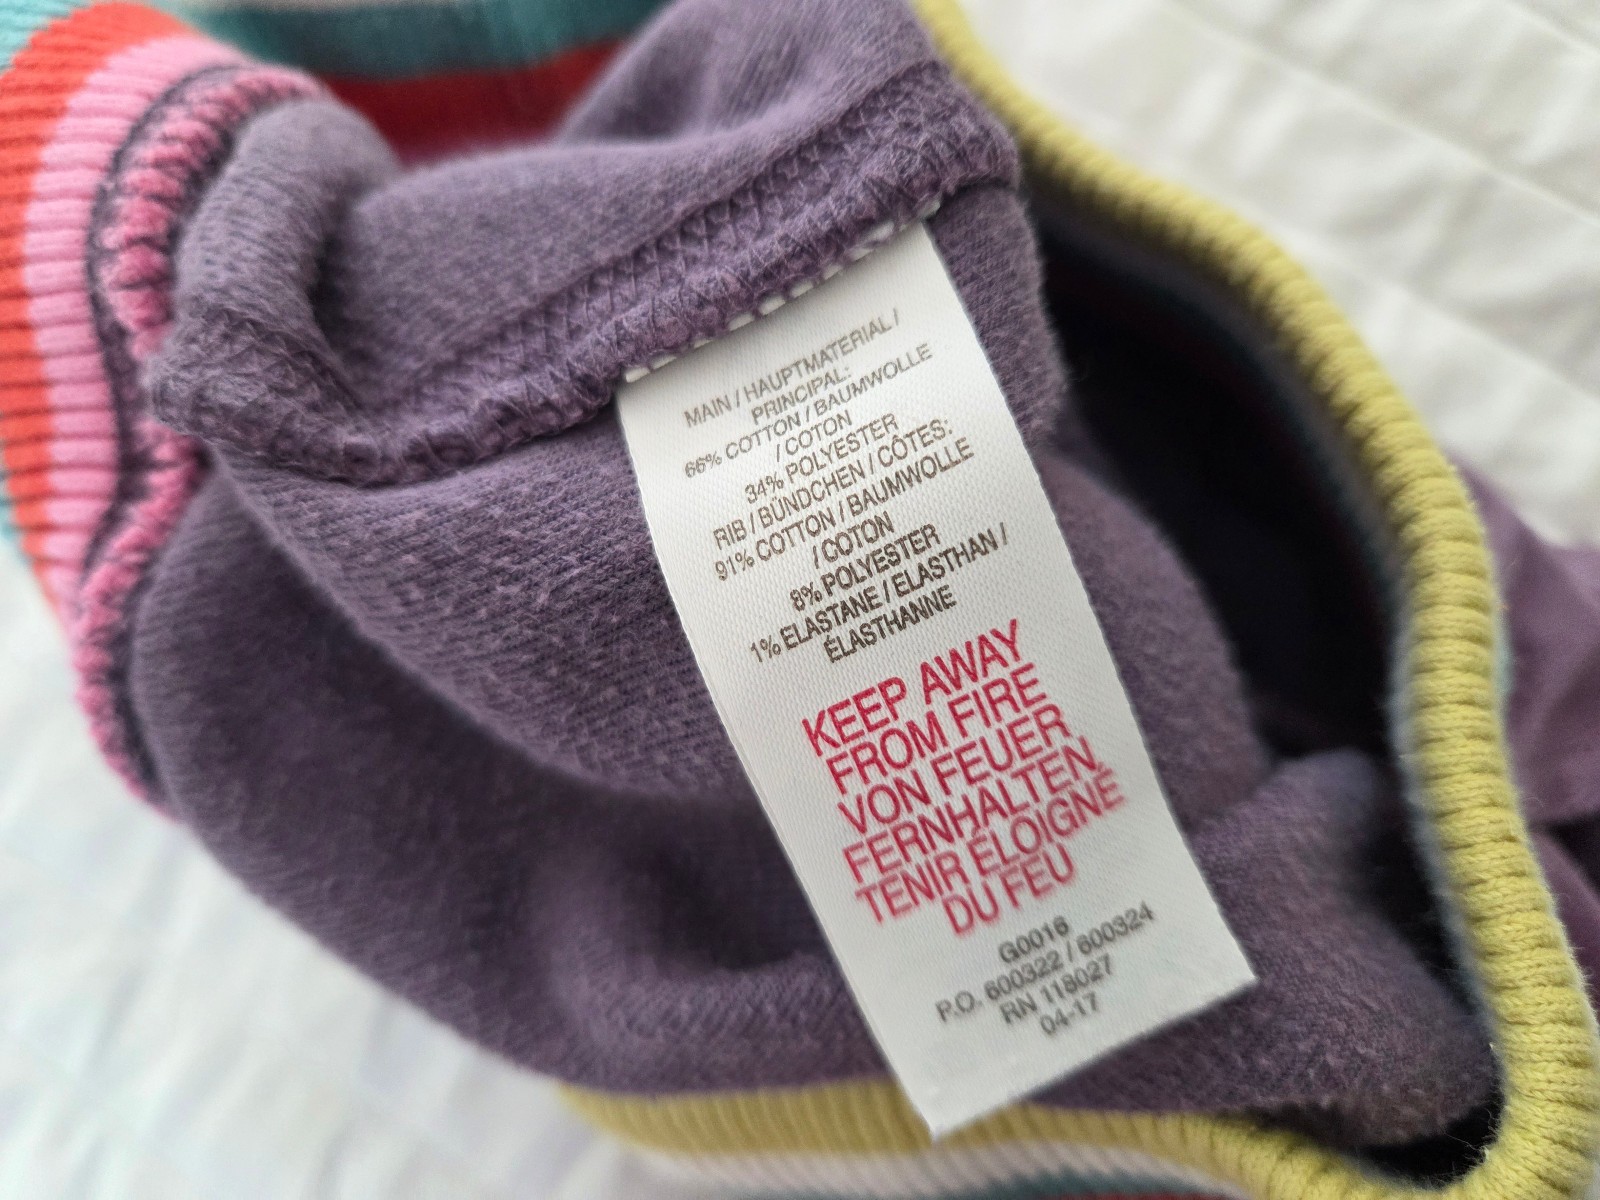 MAIN / HAUPTMATERIAL /
PRINCIPAL:
66% COTTON / BAUMWOLLE
/ COTON
34% POLYESTER
RIB / BÜNDCHEN / CÔTES:
91% COTTON / BAUMWOLLE
/ COTON
8% POLYESTER
1% ELASTANE / ELASTHAN /
ÉLASTHANNE
KEEP AWAY
FROM FIRE
VON FEUER
FERNHALTEN
TENIR ÉLOIGNÉ
DU FEU
G0016
P.O. 600322 / 600324
RN 118027
04-17